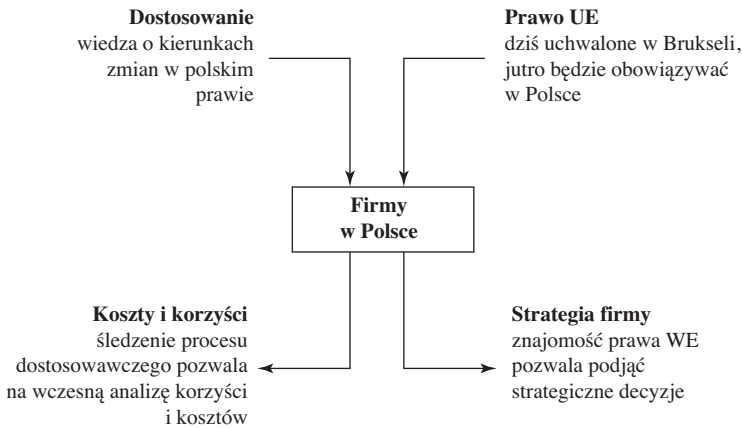 Dostosowanie
wiedza o kierunkach
zmian w polskim
prawie
Prawo UE
dziś uchwalone w Brukseli,
jutro będzie obowiązywać
w Polsce
Firmy
w Polsce
Koszty i korzyści
śledzenie procesu
dostosowawczego pozwala
na wczesną analizę korzyści
i kosztów
Strategia firmy
znajomość prawa WE
pozwala podjąć
strategiczne decyzje